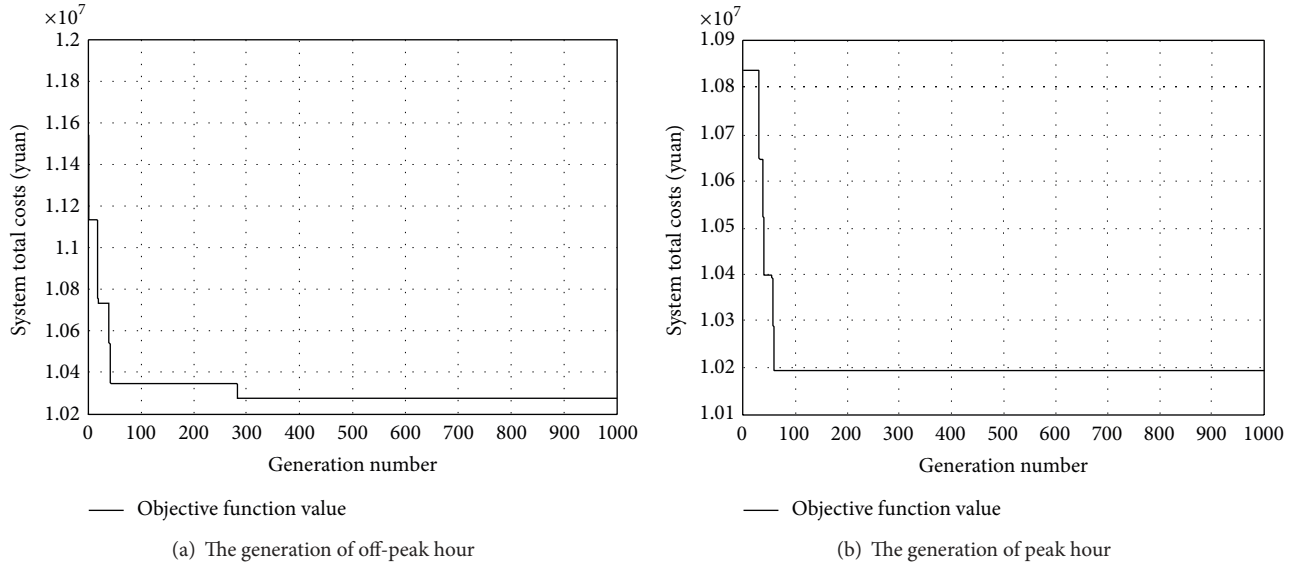 ×10⁷
1.2
1.18
1.16
1.14
1.12
1.1
1.08
1.06
1.04
1.02
System total costs (yuan)
0 100 200 300 400 500 600 700 800 900 1000
Generation number
Objective function value
(a) The generation of off-peak hour
×10⁷
1.09
1.08
1.07
1.06
1.05
1.04
1.03
1.02
1.01
System total costs (yuan)
0 100 200 300 400 500 600 700 800 900 1000
Generation number
Objective function value
(b) The generation of peak hour